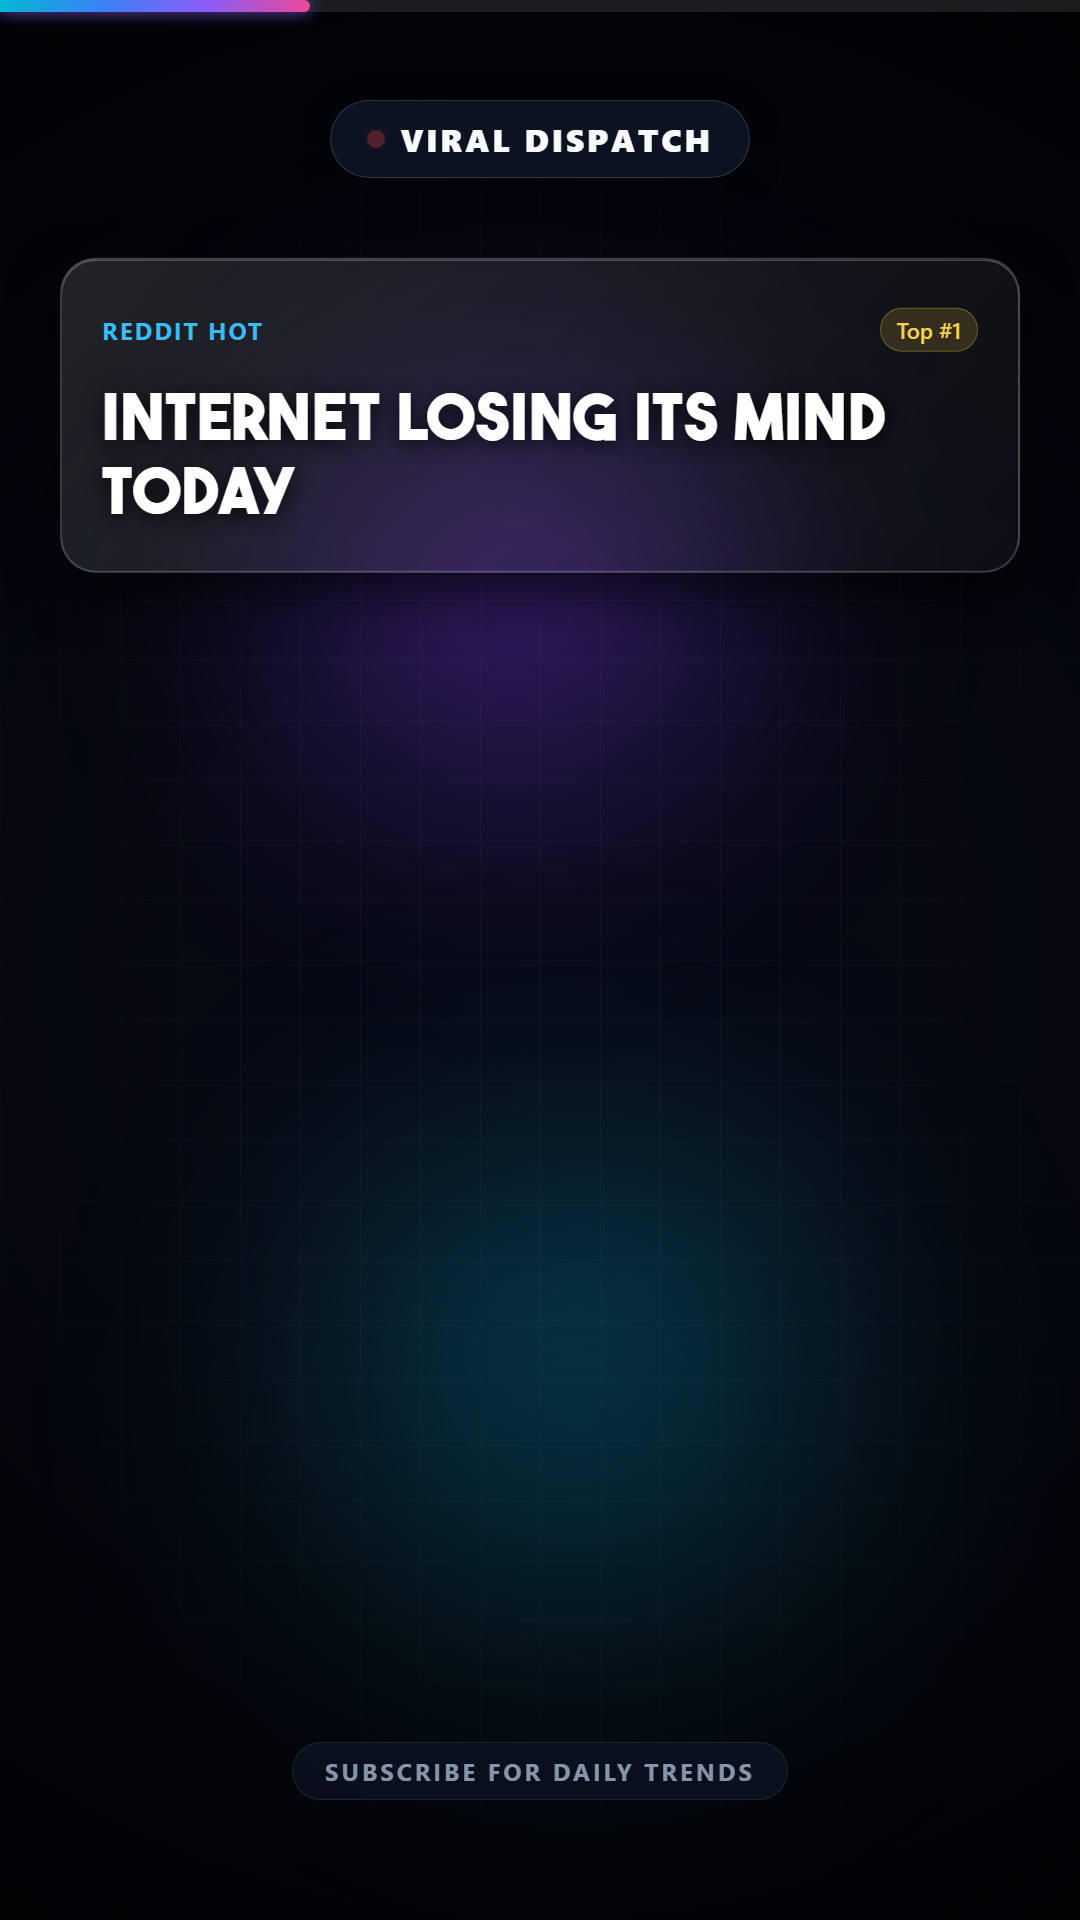 VIRAL DISPATCH
REDDIT HOT
Top #1
INTERNET LOSING ITS MIND
TODAY
SUBSCRIBE FOR DAILY TRENDS